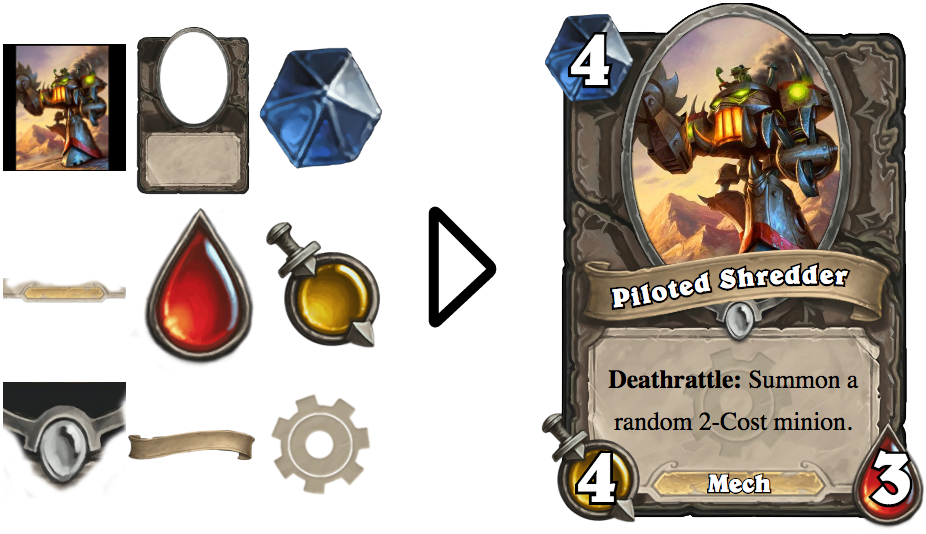 4
Piloted Shredder
Deathrattle: Summon a
random 2-Cost minion.
4
Mech
3